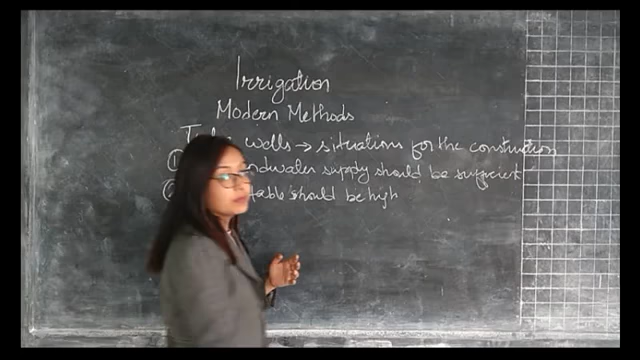 Irrigation
Modern Methods
wells → situations for the construction
① supply should be sufficient
table should be high